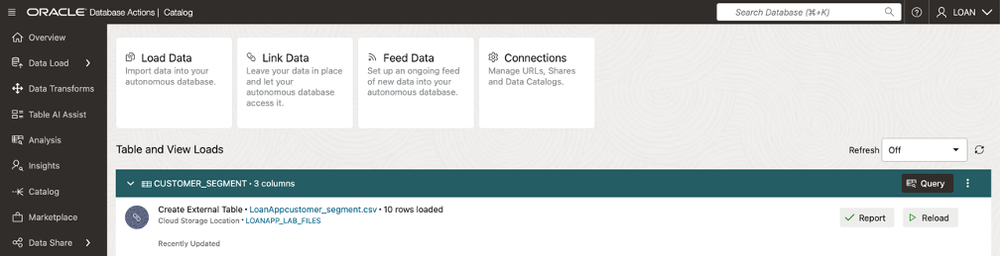 ORACLE Database Actions | Catalog
Search Database (⌘+K)
LOAN
Overview
Data Load
Data Transforms
Table AI Assist
Analysis
Insights
Catalog
Marketplace
Data Share
Load Data
Import data into your
autonomous database.
Link Data
Leave your data in place
and let your
autonomous database
access it.
Feed Data
Set up an ongoing feed
of new data into your
autonomous database.
Connections
Manage URLs, Shares
and Data Catalogs.
Table and View Loads
Refresh Off
CUSTOMER_SEGMENT • 3 columns
Query
Create External Table • LoanAppcustomer_segment.csv • 10 rows loaded
Cloud Storage Location • LOANAPP_LAB_FILES
Recently Updated
Report
Reload